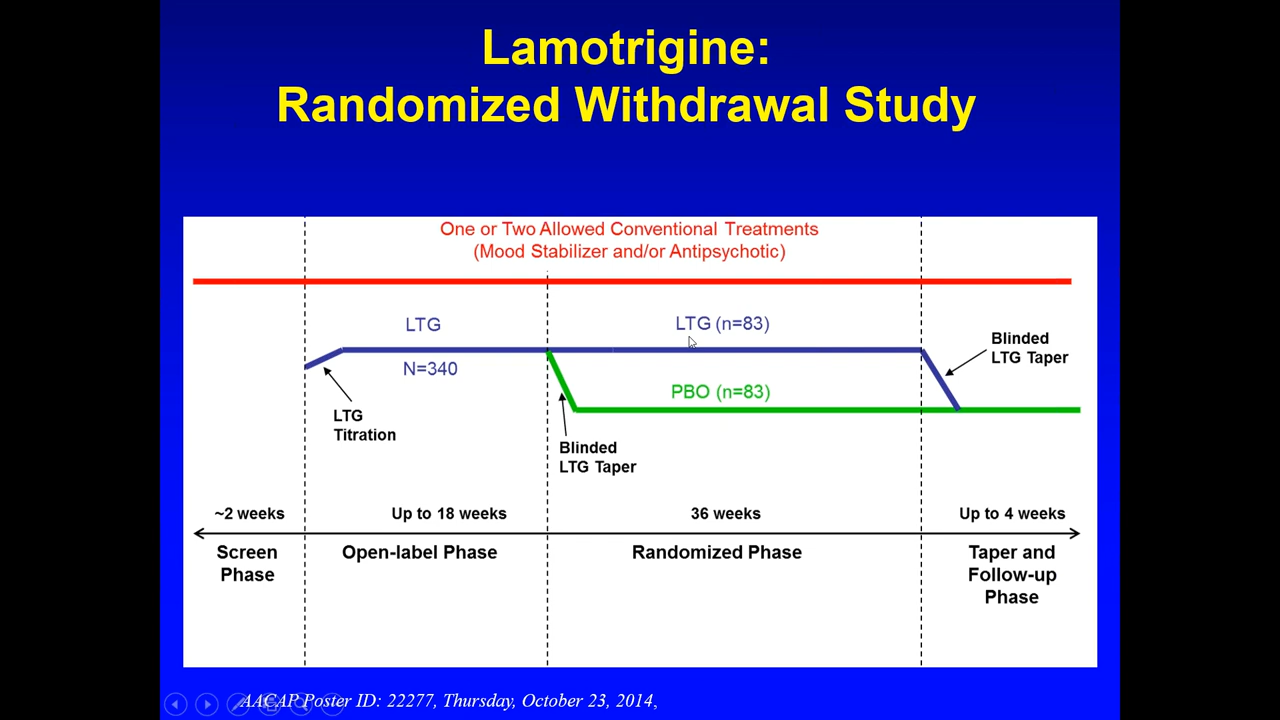 Lamotrigine:
Randomized Withdrawal Study
One or Two Allowed Conventional Treatments
(Mood Stabilizer and/or Antipsychotic)
LTG
N=340
LTG (n=83)
PBO (n=83)
LTG
Titration
Blinded
LTG Taper
Blinded
LTG Taper
~2 weeks
Up to 18 weeks
36 weeks
Up to 4 weeks
Screen
Phase
Open-label Phase
Randomized Phase
Taper and
Follow-up
Phase
AACAP Poster ID: 22277, Thursday, October 23, 2014,